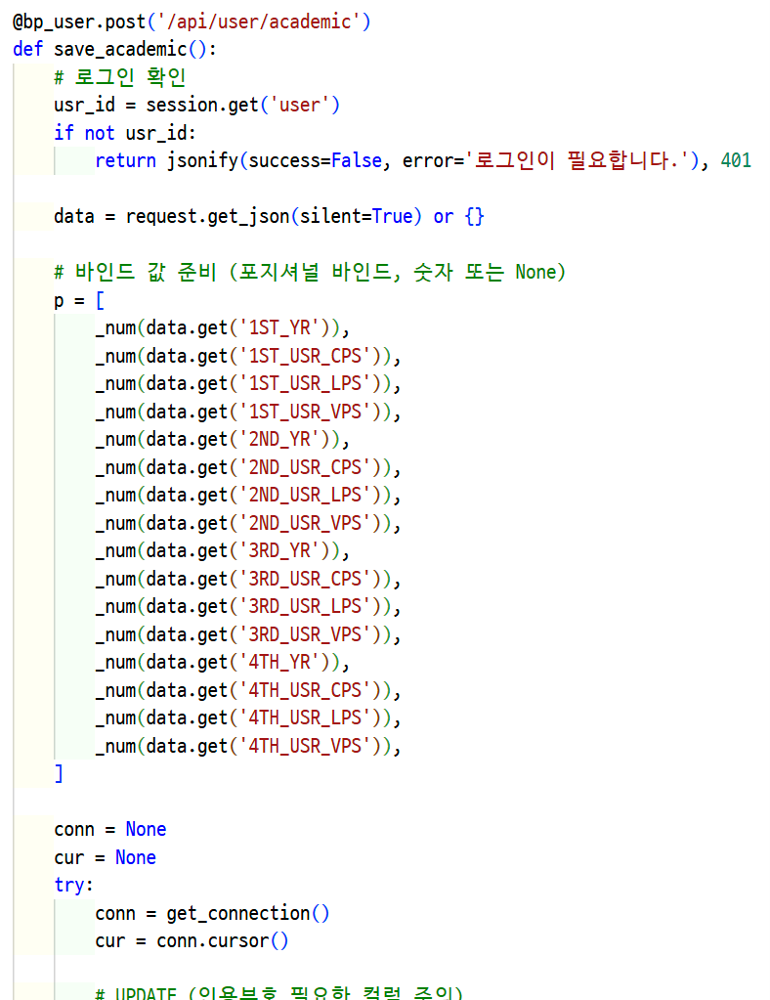 @bp_user.post('/api/user/academic')
def save_academic():
    # 로그인 확인
    usr_id = session.get('user')
    if not usr_id:
        return jsonify(success=False, error='로그인이 필요합니다.'), 401

    data = request.get_json(silent=True) or {}

    # 바인드 값 준비 (포지셔널 바인드, 숫자 또는 None)
    p = [
        _num(data.get('1ST_YR')),
        _num(data.get('1ST_USR_CPS')),
        _num(data.get('1ST_USR_LPS')),
        _num(data.get('1ST_USR_VPS')),
        _num(data.get('2ND_YR')),
        _num(data.get('2ND_USR_CPS')),
        _num(data.get('2ND_USR_LPS')),
        _num(data.get('2ND_USR_VPS')),
        _num(data.get('3RD_YR')),
        _num(data.get('3RD_USR_CPS')),
        _num(data.get('3RD_USR_LPS')),
        _num(data.get('3RD_USR_VPS')),
        _num(data.get('4TH_YR')),
        _num(data.get('4TH_USR_CPS')),
        _num(data.get('4TH_USR_LPS')),
        _num(data.get('4TH_USR_VPS')),
    ]

    conn = None
    cur = None
    try:
        conn = get_connection()
        cur = conn.cursor()

        # UPDATE (인용부호 필요한 컬럼 주의)